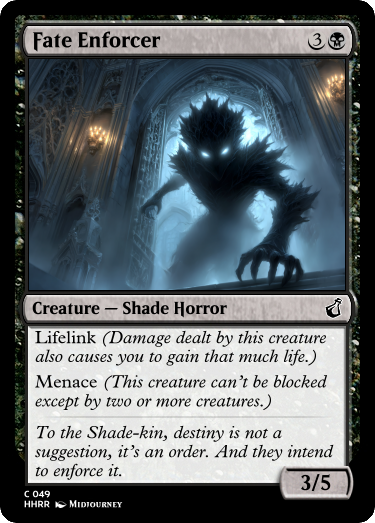 Fate Enforcer 3
Creature — Shade Horror
Lifelink (Damage dealt by this creature
also causes you to gain that much life.)
Menace (This creature can't be blocked
except by two or more creatures.)
To the Shade-kin, destiny is not a
suggestion, it's an order. And they intend
to enforce it.
3/5
C 049
HHRR Midjourney